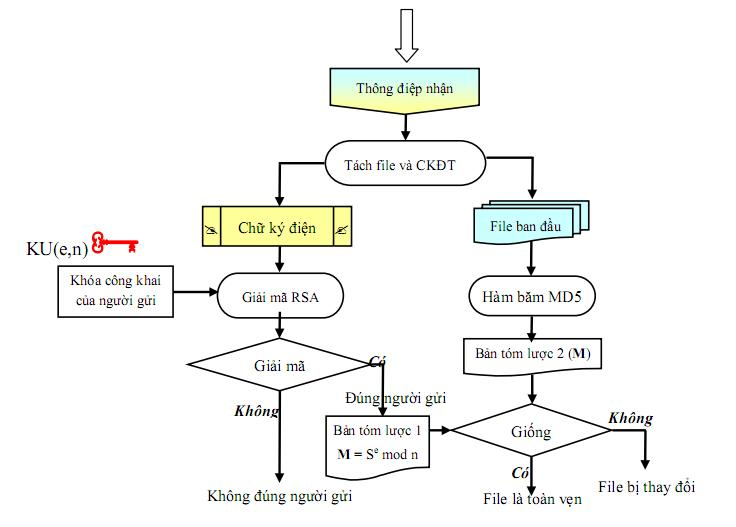 Thông điệp nhận
Tách file và CKĐT
Chữ ký điện
File ban đầu
KU(e,n)
Khóa công khai
của người gửi
Giải mã RSA
Hàm băm MD5
Bản tóm lược 2 (M)
Giải mã
Có
Đúng người gửi
Không
Bản tóm lược 1
M = Sᵉ mod n
Giống
Không
Có
Không đúng người gửi
File là toàn vẹn
File bị thay đổi